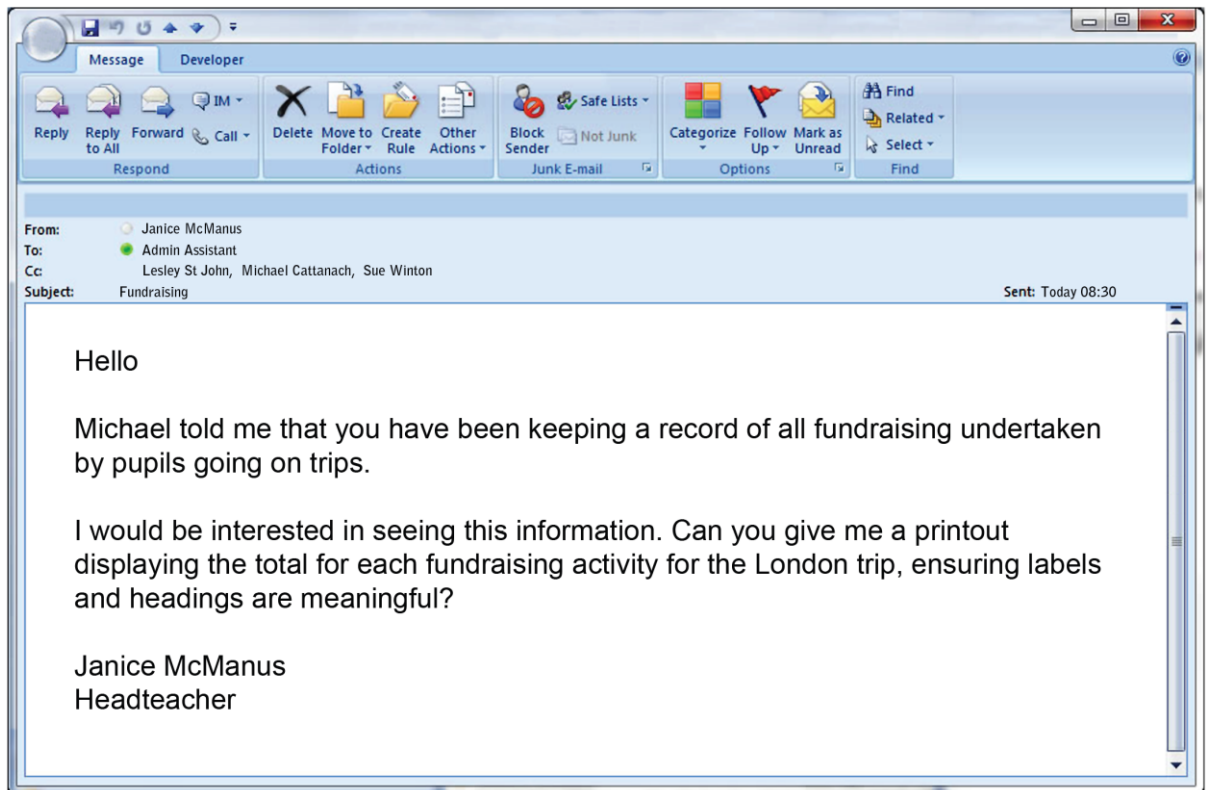 Message Developer
Reply
Reply to All
Forward
IM
Call
Respond
Delete
Move to Folder
Create Rule
Other Actions
Actions
Block Sender
Safe Lists
Not Junk
Junk E-mail
Categorize
Follow Up
Mark as Unread
Options
Find
Related
Select
Find
From: Janice McManus
To: Admin Assistant
Cc: Lesley St John, Michael Cattanach, Sue Winton
Subject: Fundraising Sent: Today 08:30
Hello
Michael told me that you have been keeping a record of all fundraising undertaken
by pupils going on trips.
I would be interested in seeing this information. Can you give me a printout
displaying the total for each fundraising activity for the London trip, ensuring labels
and headings are meaningful?
Janice McManus
Headteacher